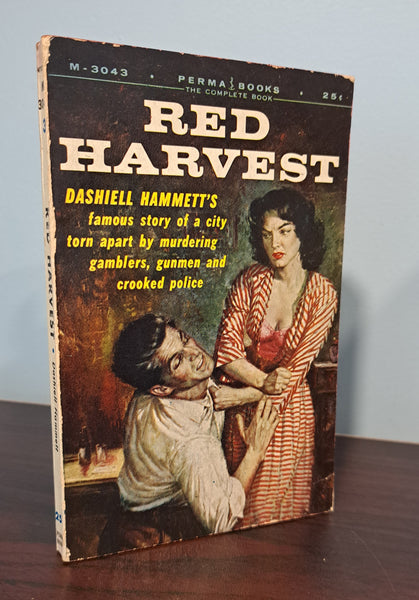 M-3043 • PERMA BOOKS • 25¢
THE COMPLETE BOOK
RED
HARVEST
DASHIELL HAMMETT'S
famous story of a city
torn apart by murdering
gamblers, gunmen and
crooked police
RED HARVEST • Dashiell Hammett
25